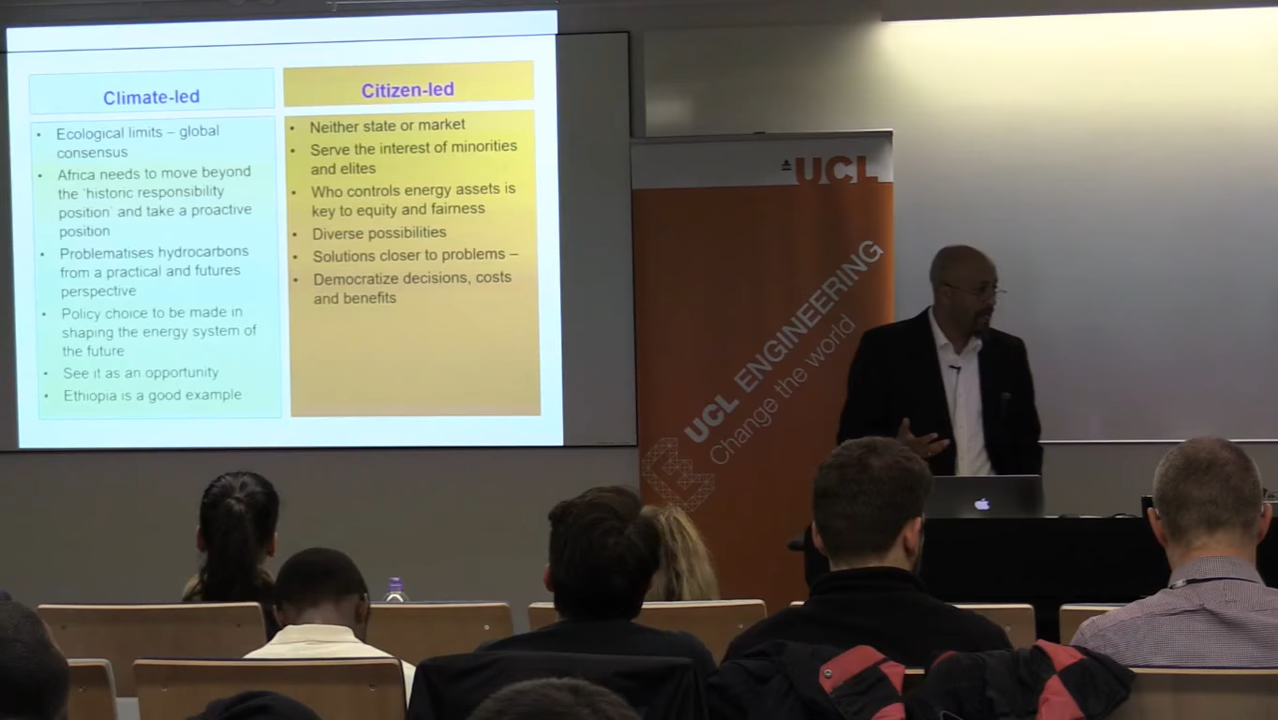 Climate-led
• Ecological limits – global
consensus
• Africa needs to move beyond
the 'historic responsibility
position' and take a proactive
position
• Problematises hydrocarbons
from a practical and futures
perspective
• Policy choice to be made in
shaping the energy system of
the future
• See it as an opportunity
• Ethiopia is a good example
Citizen-led
• Neither state or market
• Serve the interest of minorities
and elites
• Who controls energy assets is
key to equity and fairness
• Diverse possibilities
• Solutions closer to problems –
• Democratize decisions, costs
and benefits
UCL
UCL ENGINEERING
Change the world